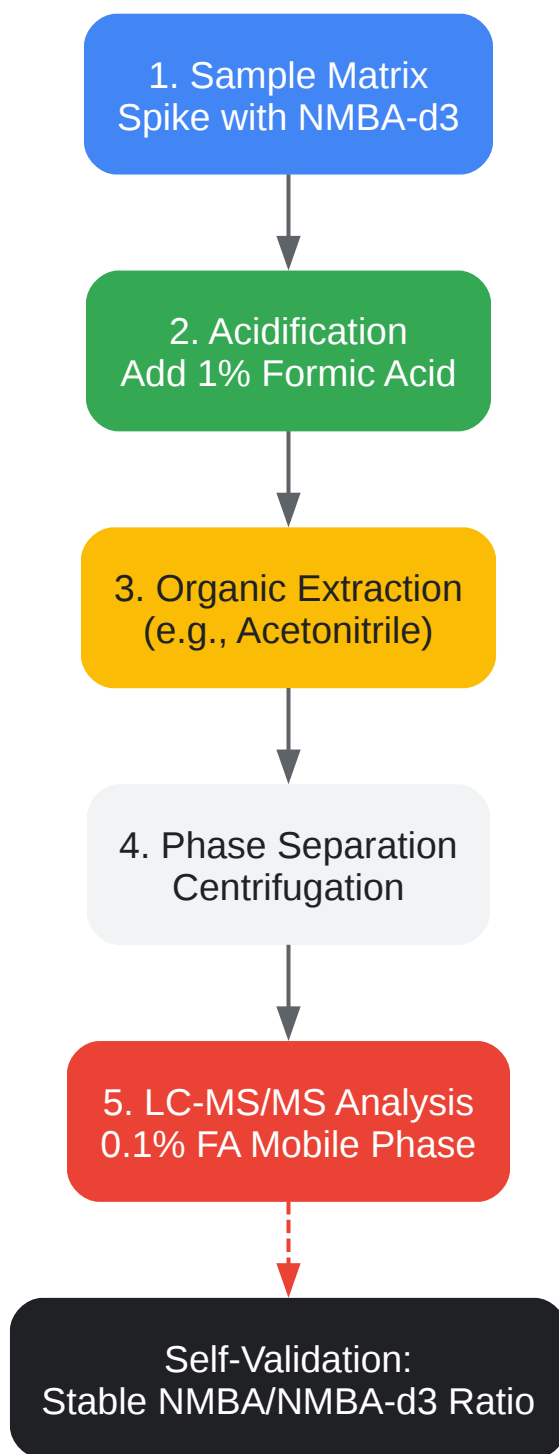 1. Sample Matrix
Spike with NMBA-d3
2. Acidification
Add 1% Formic Acid
3. Organic Extraction
(e.g., Acetonitrile)
4. Phase Separation
Centrifugation
5. LC-MS/MS Analysis
0.1% FA Mobile Phase
Self-Validation:
Stable NMBA/NMBA-d3 Ratio